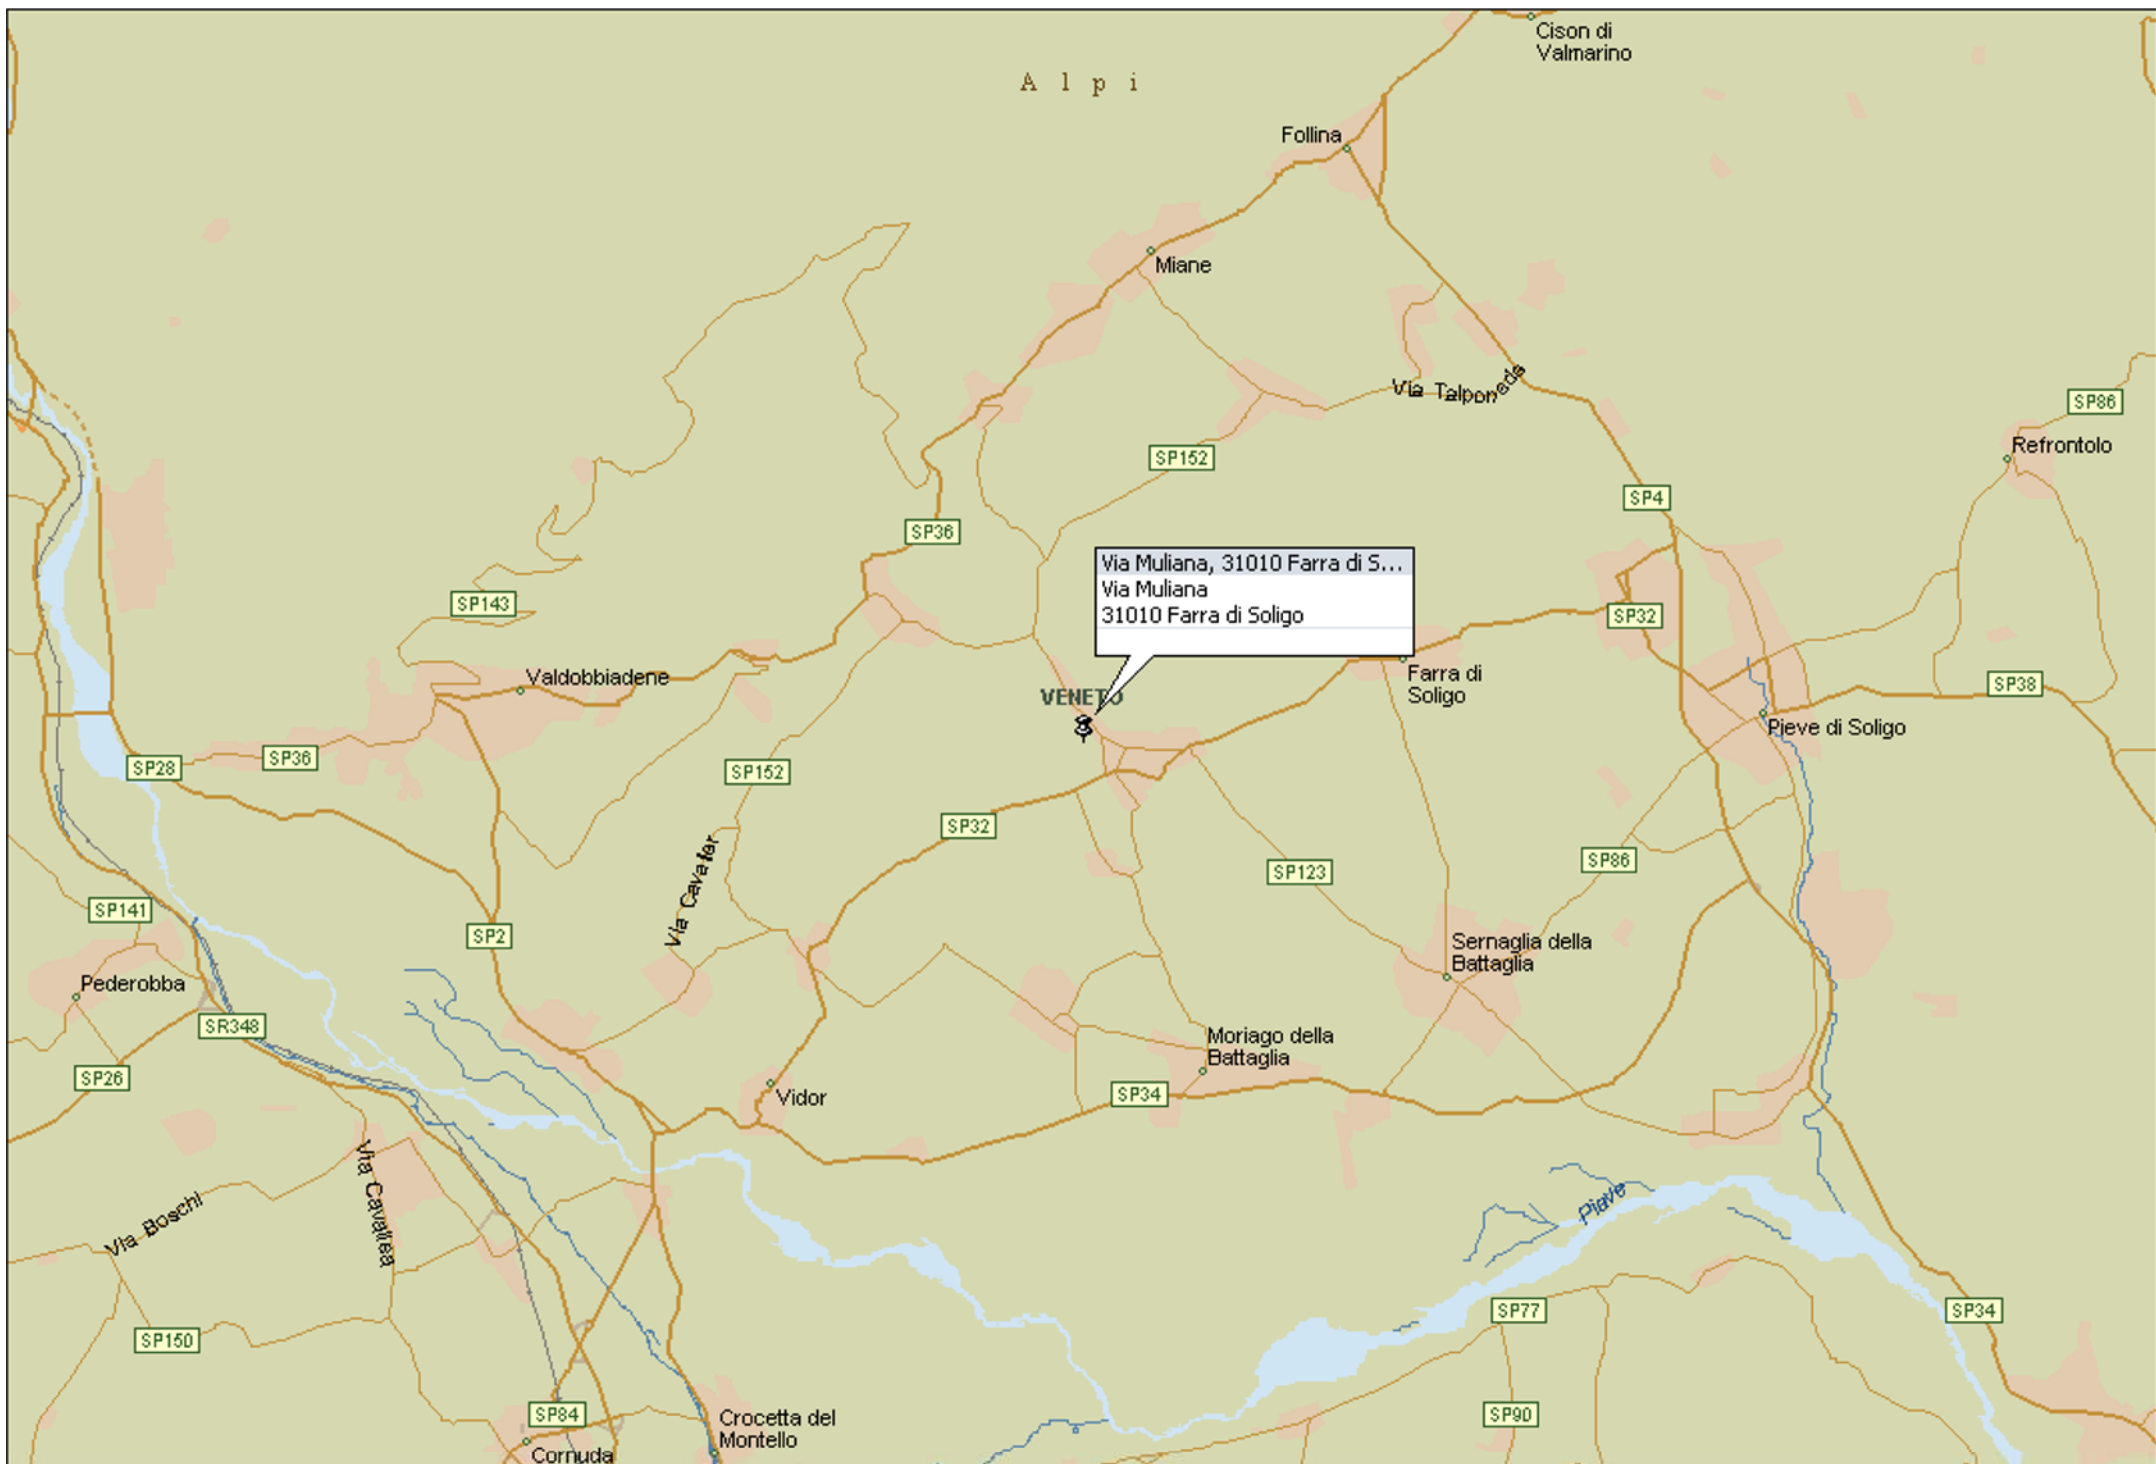 Cison di
Valmarino
A l p i
Follina
Miane
Via Talponeda
SP86
Refrontolo
SP152
SP4
SP36
Via Muliana, 31010 Farra di S...
Via Muliana
31010 Farra di Soligo
SP143
SP32
Valdobbiadene
Farra di
Soligo
VENETO
SP38
Pieve di Soligo
SP28
SP36
SP152
SP32
SP86
SP123
Via Cavalier
SP141
SP2
Sernaglia della
Battaglia
Pederobba
SR348
Moriago della
Battaglia
SP26
SP34
Vidor
Via Cavallea
Via Boschi
Piave
SP77
SP34
SP150
SP84
SP90
Crocetta del
Montello
Cornuda